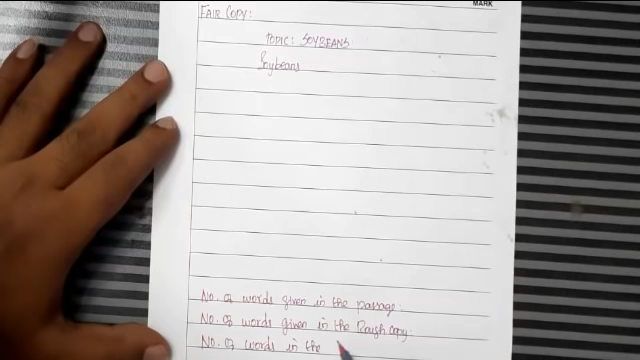 MARK
FAIR COPY:
TOPIC: SOYBEANS
Soybeans
No. of words given in the passage:
No. of words given in the Rough copy:
No. of words in the